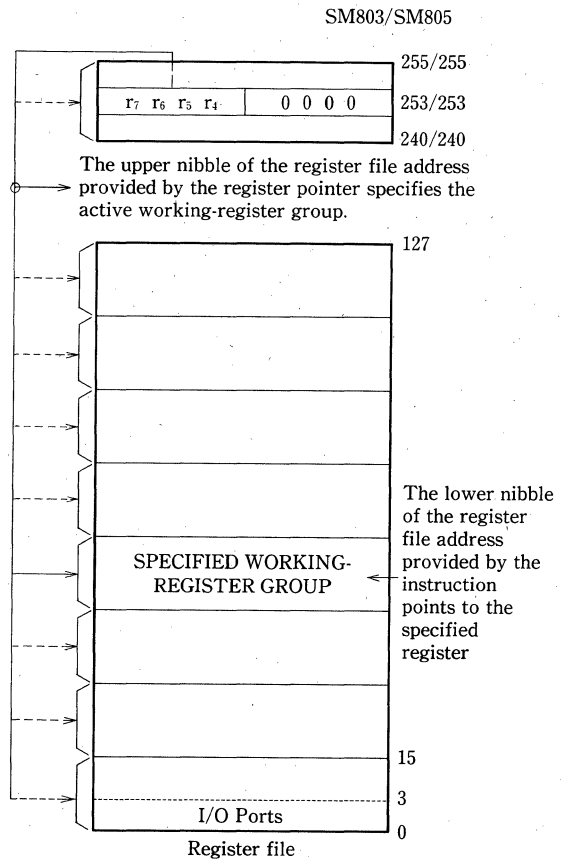 SM803/SM805
255/255
r7 r6 r5 r4 0 0 0 0 253/253
240/240
The upper nibble of the register file address
provided by the register pointer specifies the
active working-register group.
127
The lower nibble
of the register
file address
provided by the
instruction
points to the
specified
register
SPECIFIED WORKING-
REGISTER GROUP
15
3
I/O Ports
0
Register file